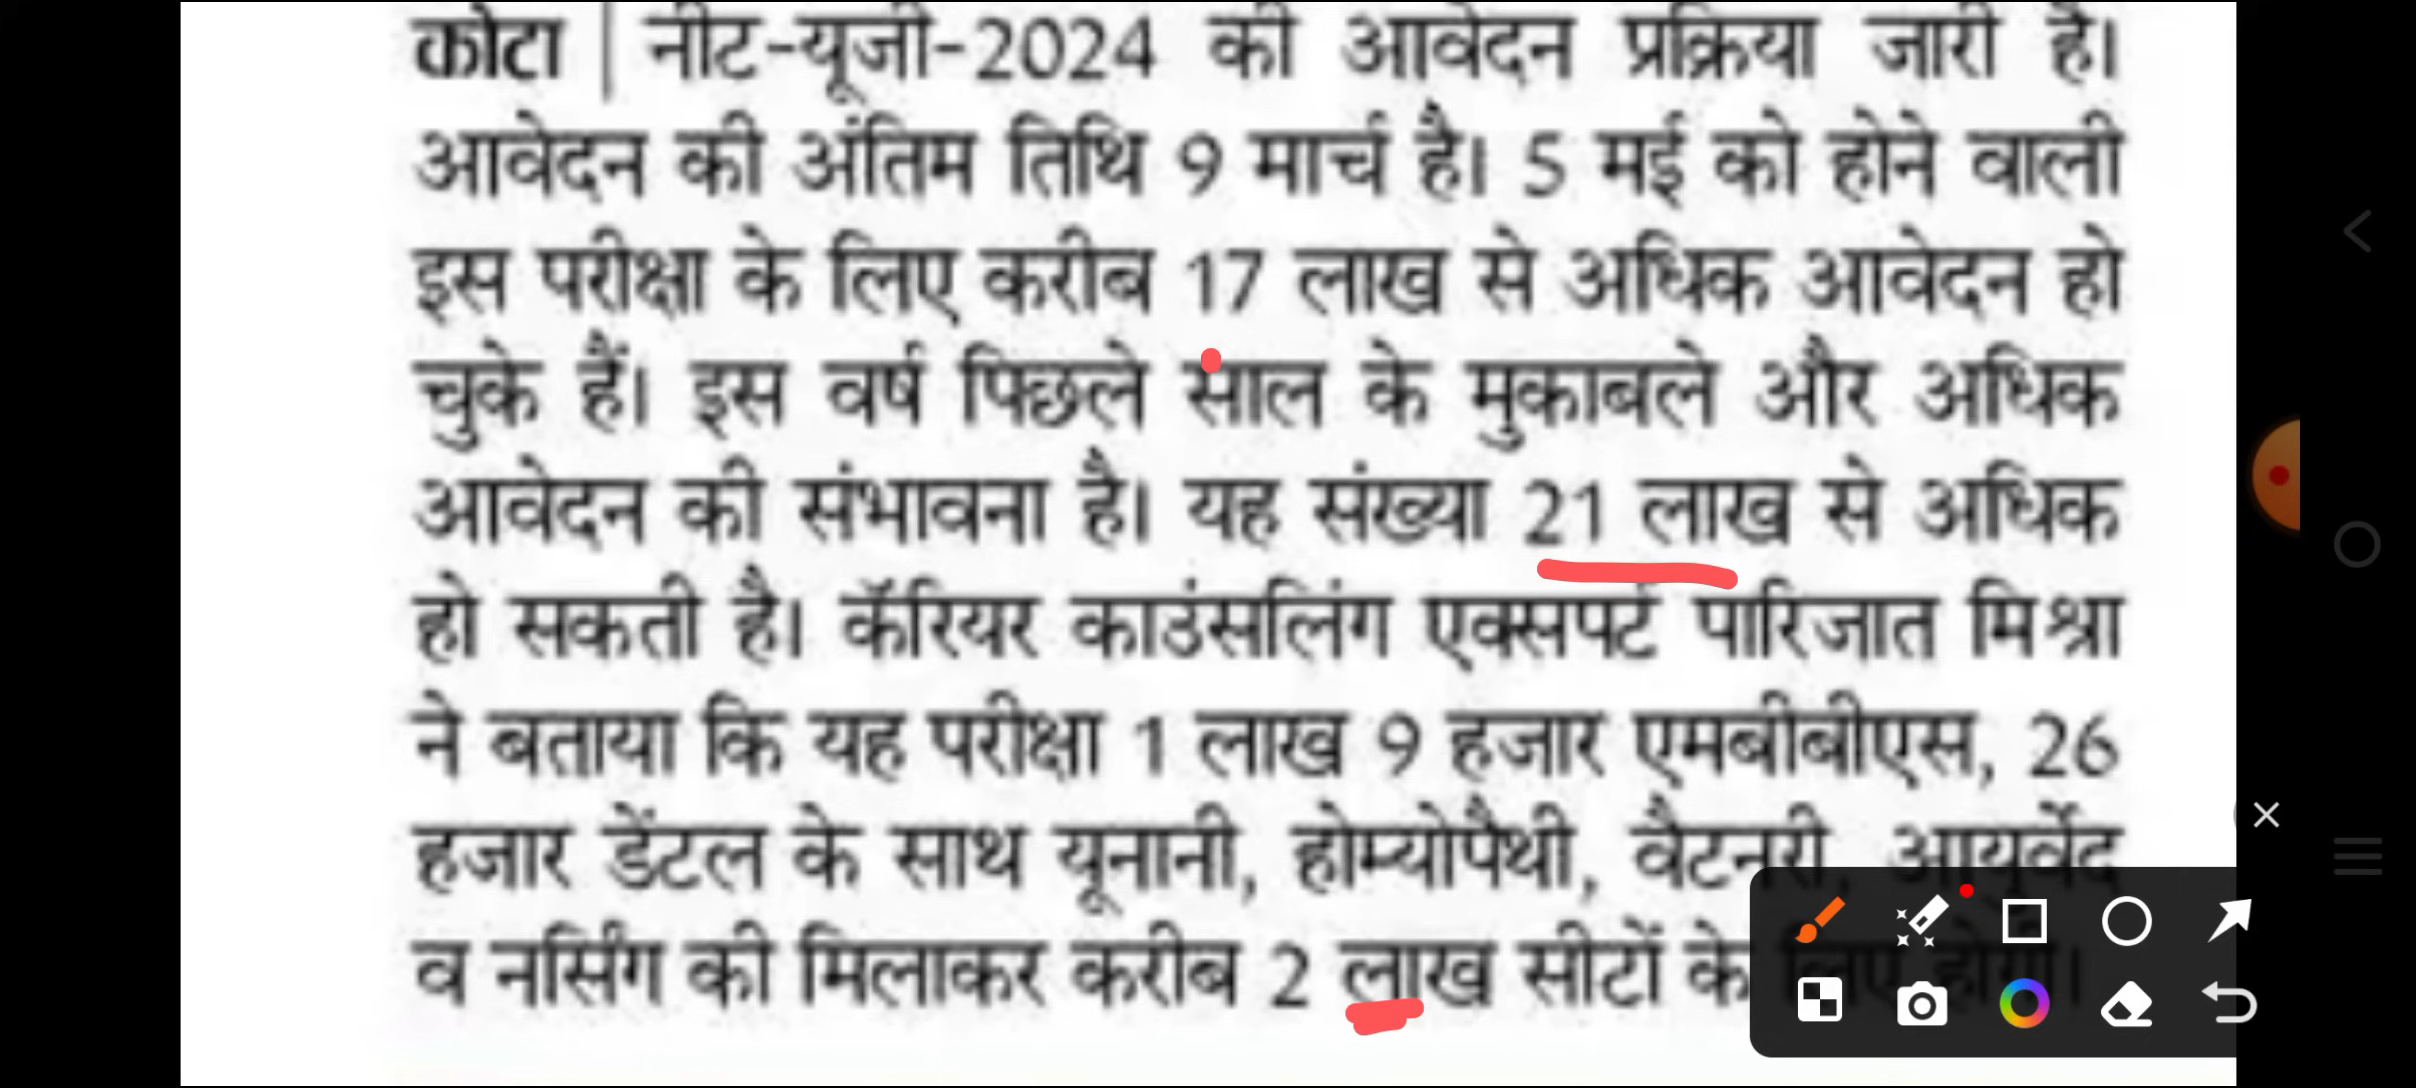 कोटा | नीट-यूजी-2024 की आवेदन प्रक्रिया जारी है।
आवेदन की अंतिम तिथि 9 मार्च है। 5 मई को होने वाली
इस परीक्षा के लिए करीब 17 लाख से अधिक आवेदन हो
चुके हैं। इस वर्ष पिछले साल के मुकाबले और अधिक
आवेदन की संभावना है। यह संख्या 21 लाख से अधिक
हो सकती है। कॅरियर काउंसलिंग एक्सपर्ट पारिजात मिश्रा
ने बताया कि यह परीक्षा 1 लाख 9 हजार एमबीबीएस, 26
हजार डेंटल के साथ यूनानी, होम्योपैथी, वैटनरी, आयुर्वेद
व नर्सिंग की मिलाकर करीब 2 लाख सीटों के लिए होगी।